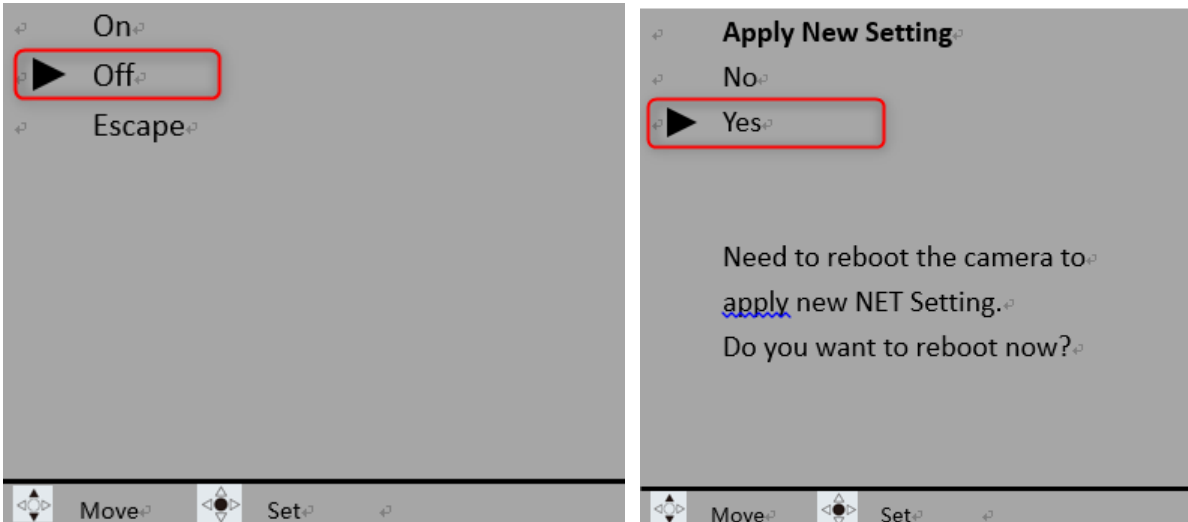 On
Off
Escape
Move Set
Apply New Setting
No
Yes
Need to reboot the camera to
apply new NET Setting.
Do you want to reboot now?
Move Set